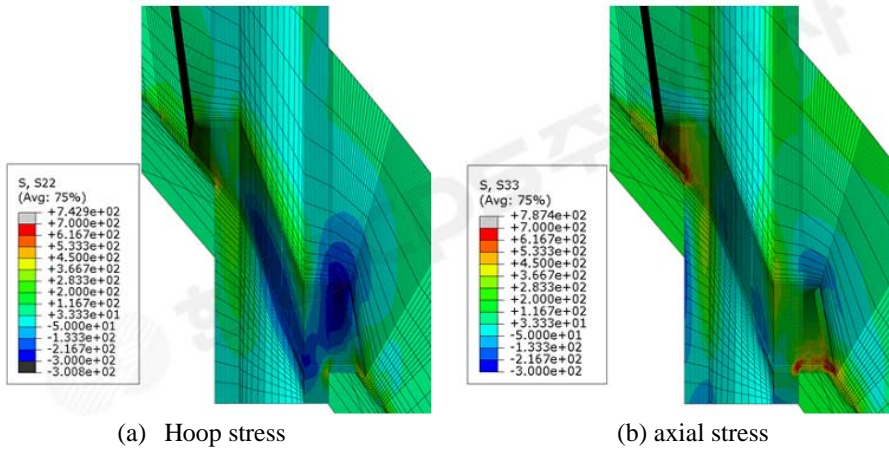 S, S22
(Avg: 75%)
+7.429e+02
+7.000e+02
+6.167e+02
+5.333e+02
+4.500e+02
+3.667e+02
+2.833e+02
+2.000e+02
+1.167e+02
+3.333e+01
-5.000e+01
-1.333e+02
-2.167e+02
-3.000e+02
-3.008e+02
S, S33
(Avg: 75%)
+7.874e+02
+7.000e+02
+6.167e+02
+5.333e+02
+4.500e+02
+3.667e+02
+2.833e+02
+2.000e+02
+1.167e+02
+3.333e+01
-5.000e+01
-1.333e+02
-2.167e+02
-3.000e+02
(a) Hoop stress
(b) axial stress